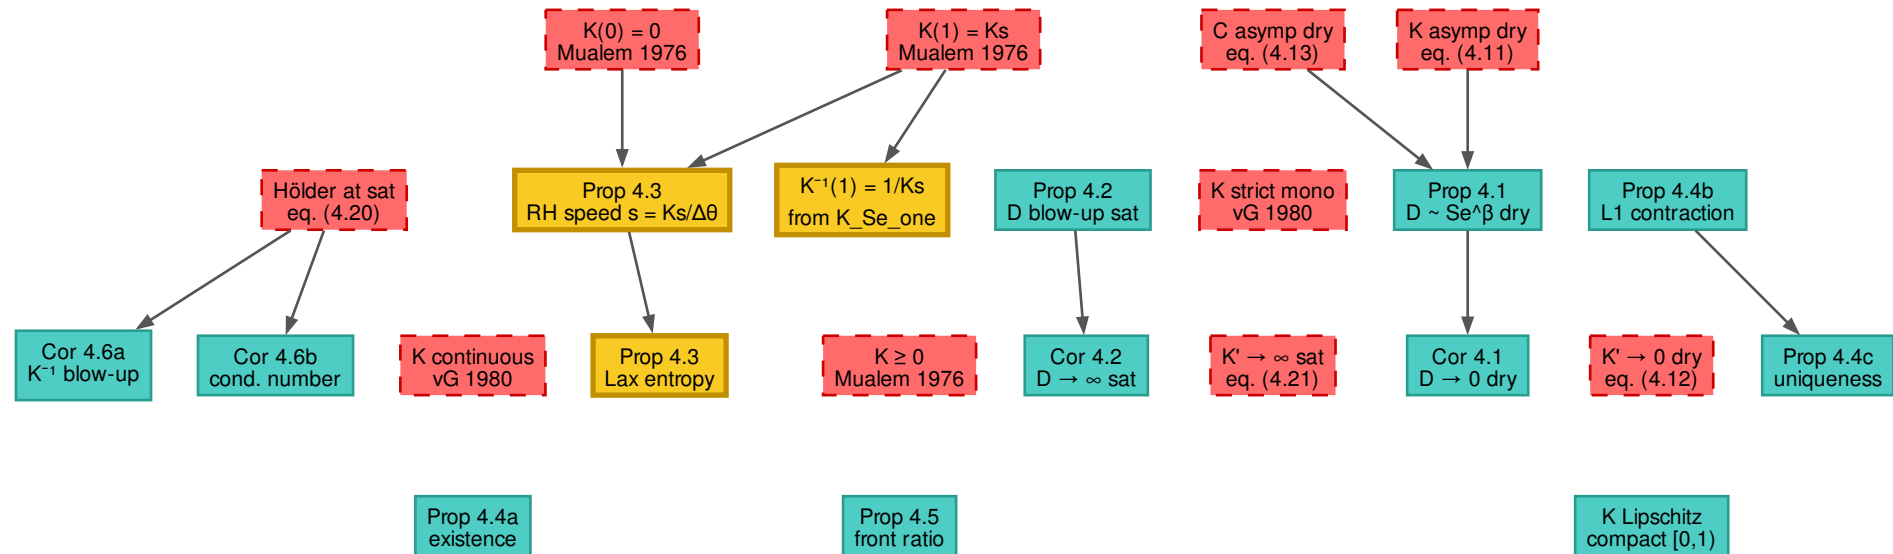 K(0) = 0
Mualem 1976
K(1) = Ks
Mualem 1976
C asymp dry
eq. (4.13)
K asymp dry
eq. (4.11)
Hölder at sat
eq. (4.20)
Prop 4.3
RH speed s = Ks/Δθ
K⁻¹(1) = 1/Ks
from K_Se_one
Prop 4.2
D blow-up sat
K strict mono
vG 1980
Prop 4.1
D ~ Se^β dry
Prop 4.4b
L1 contraction
Cor 4.6a
K⁻¹ blow-up
Cor 4.6b
cond. number
K continuous
vG 1980
Prop 4.3
Lax entropy
K ≥ 0
Mualem 1976
Cor 4.2
D → ∞ sat
K' → ∞ sat
eq. (4.21)
Cor 4.1
D → 0 dry
K' → 0 dry
eq. (4.12)
Prop 4.4c
uniqueness
Prop 4.4a
existence
Prop 4.5
front ratio
K Lipschitz
compact [0,1)